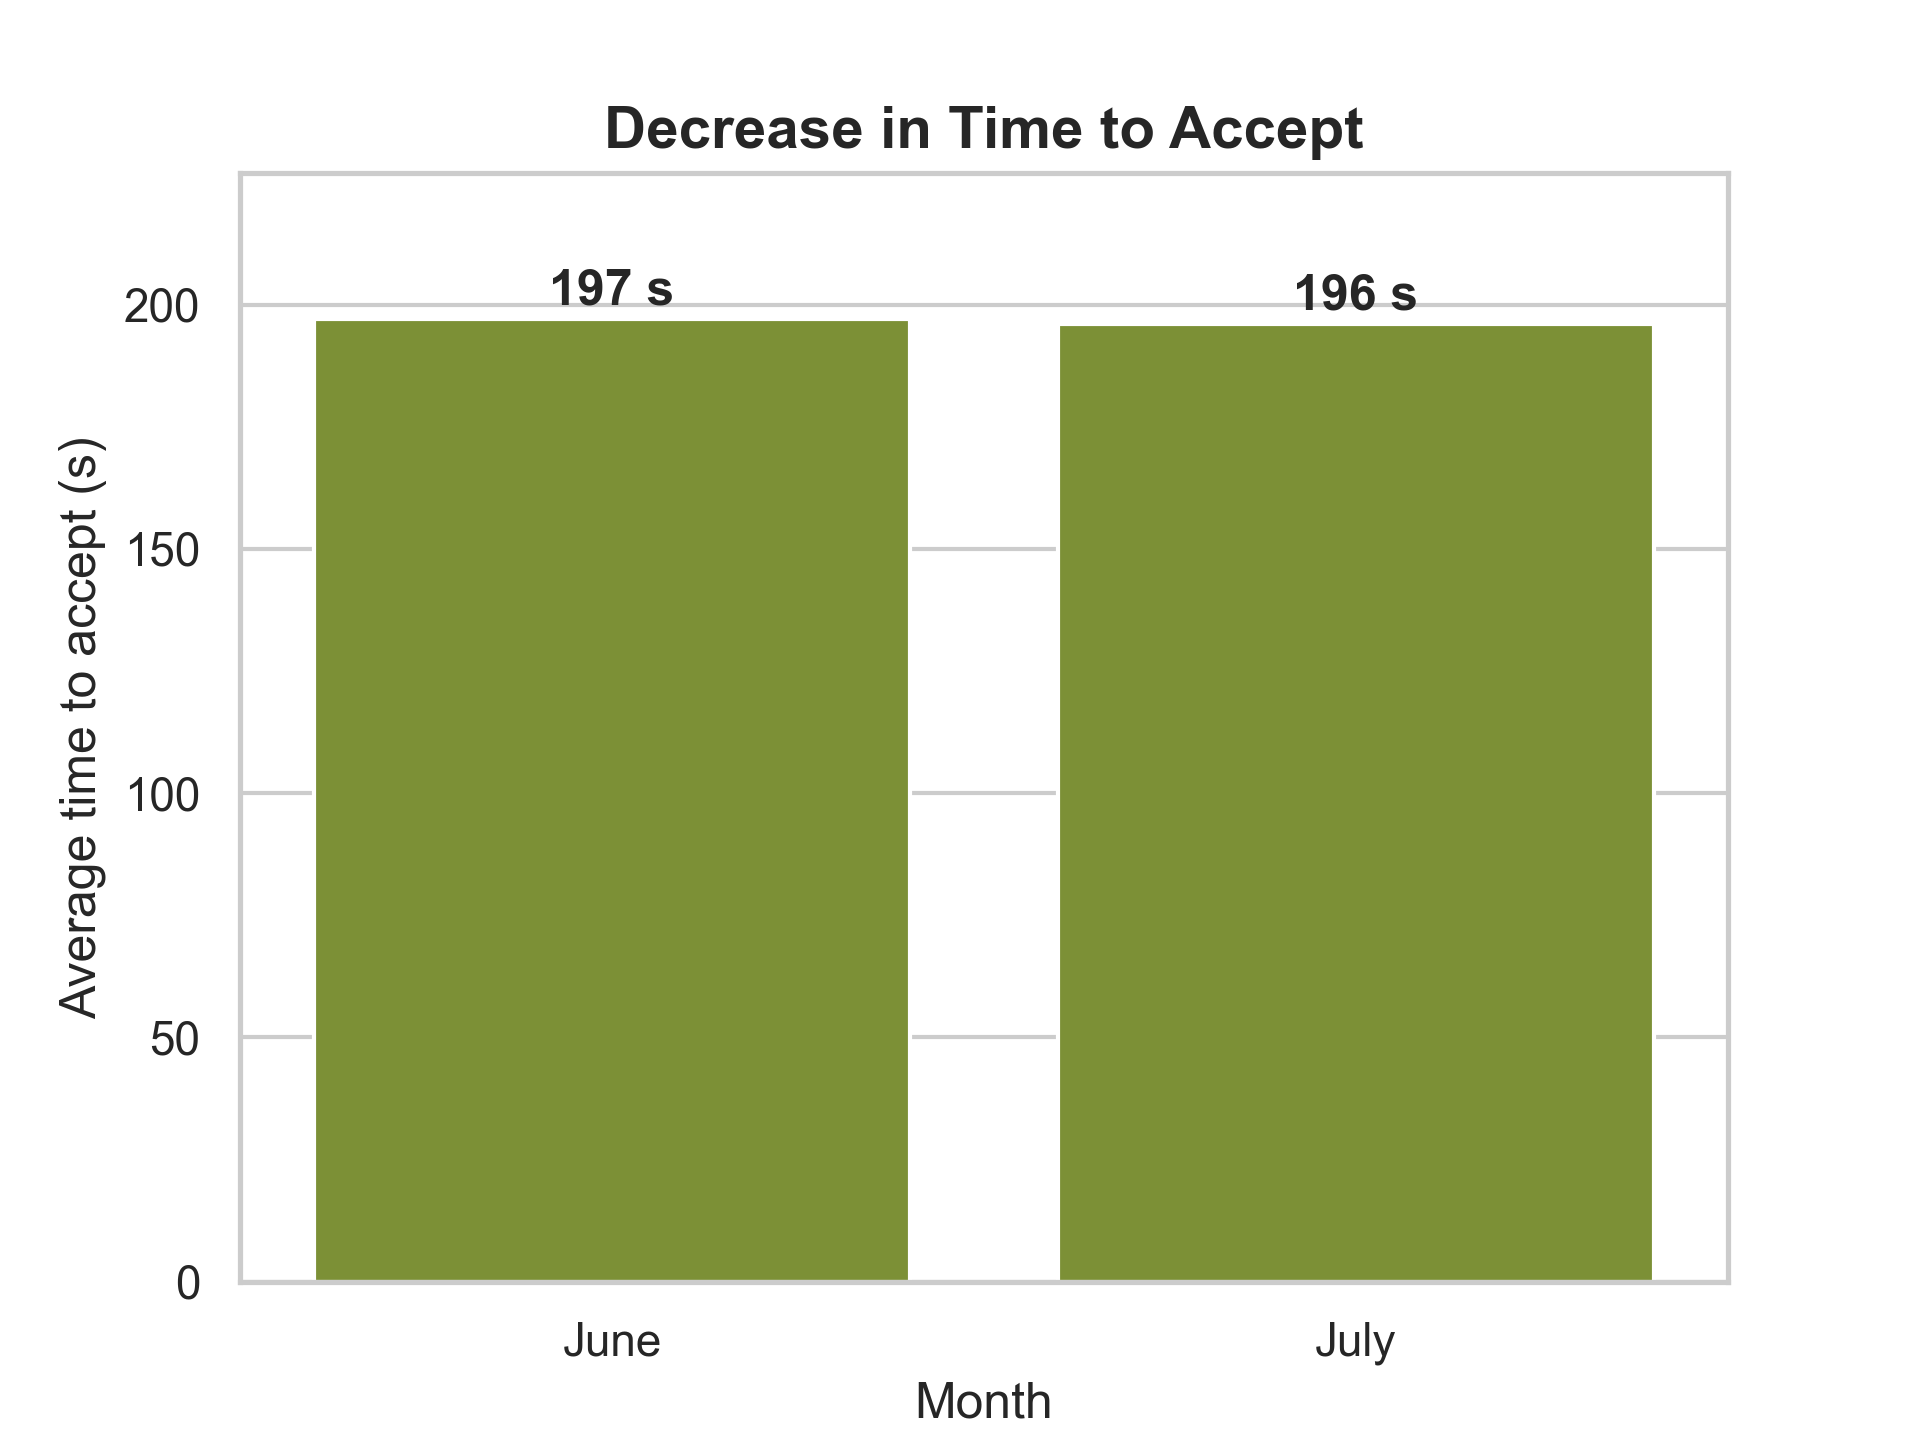 Decrease in Time to Accept
197 s
196 s
200
150
100
50
0
Average time to accept (s)
June
July
Month